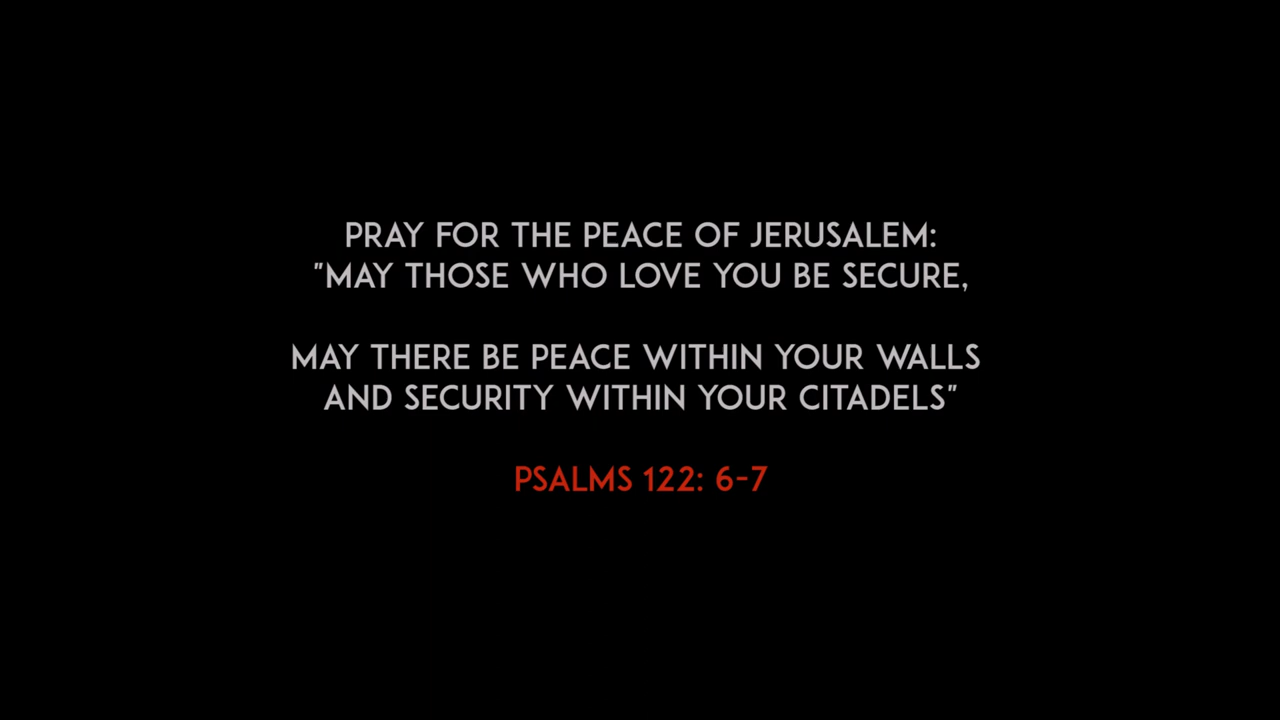 PRAY FOR THE PEACE OF JERUSALEM:
"MAY THOSE WHO LOVE YOU BE SECURE,
MAY THERE BE PEACE WITHIN YOUR WALLS
AND SECURITY WITHIN YOUR CITADELS"
PSALMS 122: 6-7